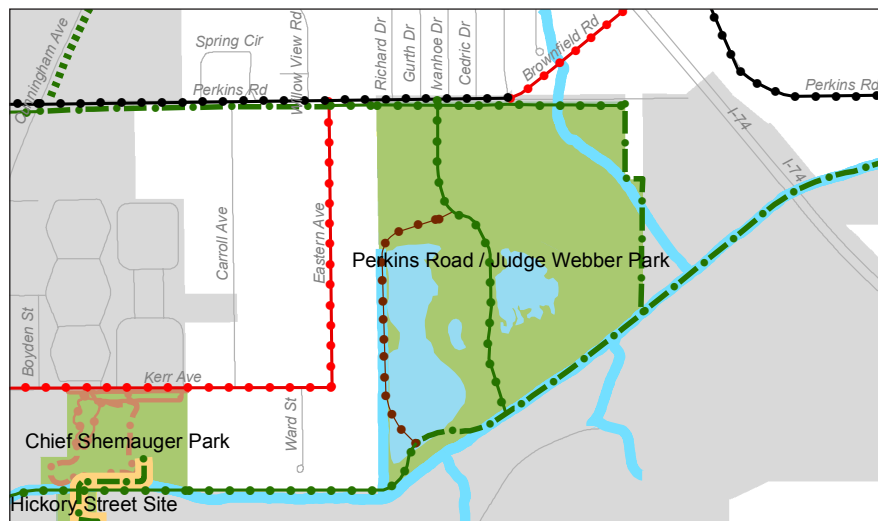 Cunningham Ave
Spring Cir
Willow View Rd
Richard Dr
Gurth Dr
Ivanhoe Dr
Cedric Dr
Brownfield Rd
Perkins Rd
Perkins Rd
I-74
I-74
Carroll Ave
Eastern Ave
Perkins Road / Judge Webber Park
Boyden St
Kerr Ave
Ward St
Chief Shemauger Park
Hickory Street Site